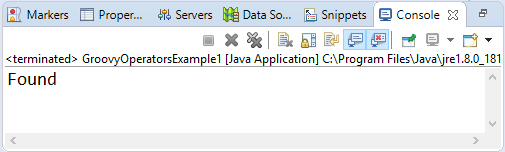 Markers Proper... Servers Data So... Snippets Console
<terminated> GroovyOperatorsExample1 [Java Application] C:\Program Files\Java\jre1.8.0_181
Found